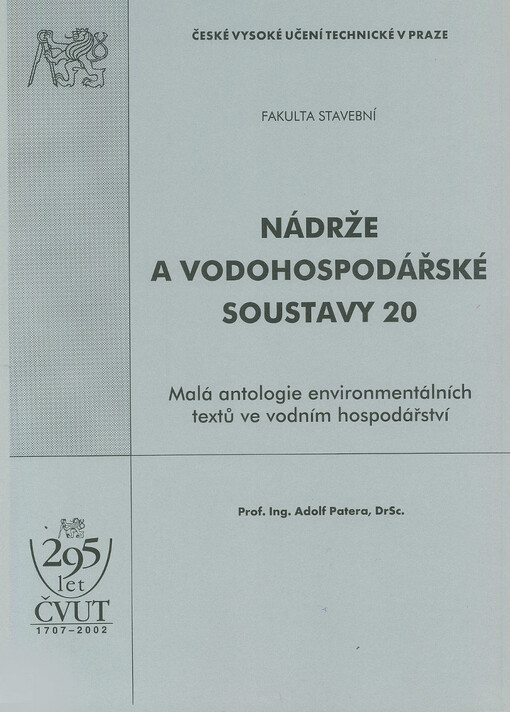 ČESKÉ VYSOKÉ UČENÍ TECHNICKÉ V PRAZE
FAKULTA STAVEBNÍ
NÁDRŽE
A VODOHOSPODÁŘSKÉ
SOUSTAVY 20
Malá antologie environmentálních
textů ve vodním hospodářství
Prof. Ing. Adolf Patera, DrSc.
295
let
ČVUT
1707–2002